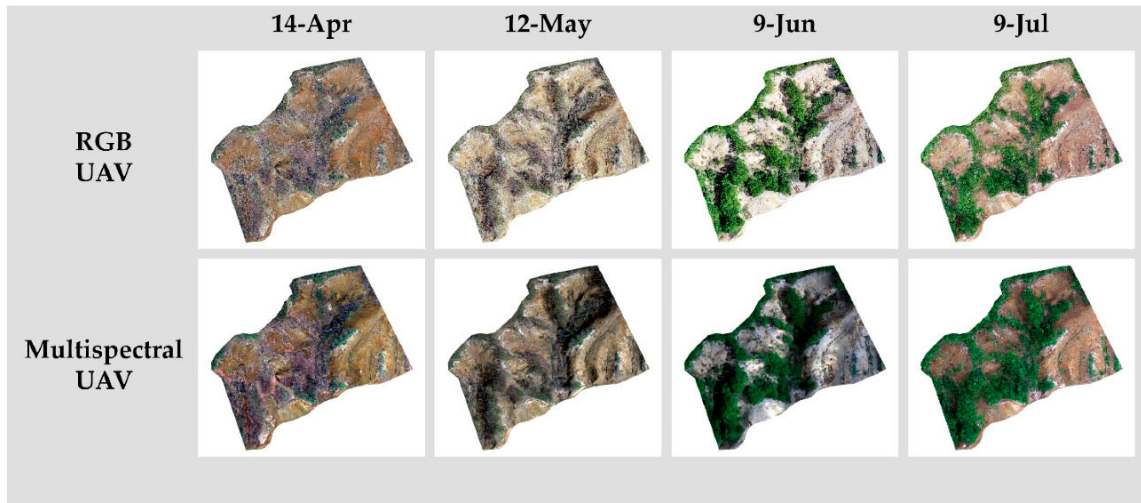 14-Apr
12-May
9-Jun
9-Jul
RGB
UAV
Multispectral
UAV